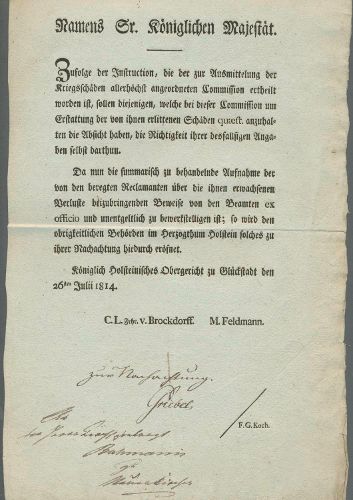 Namens Sr. Königlichen Majestät.
Zufolge der Instruction, die der zur Ausmittelung der
Kriegsschäden allerhöchst angeordneten Commission ertheilt
worden ist, sollen diejenigen, welche bei dieser Commission um
Erstattung der von ihnen erlittenen Schäden quaest. anzuhal-
ten die Absicht haben, die Richtigkeit ihrer desfallsigen Anga-
ben selbst darthun.
Da nun die summarisch zu behandelnde Aufnahme der
von den beregten Reclamanten über die ihnen erwachsenen
Verluste beizubringenden Beweise von den Beamten ex
officio und unentgeltlich zu bewerkstelligen ist; so wird den
obrigkeitlichen Behörden im Herzogthum Holstein solches zu
ihrer Nachachtung hiedurch eröfnet.
Königlich Holsteinisches Obergericht zu Glückstadt den
26sten Julii 1814.
C. L. Frhr. v. Brockdorff. M. Feldmann.
zur Nachachtung.
F. G. Koch.